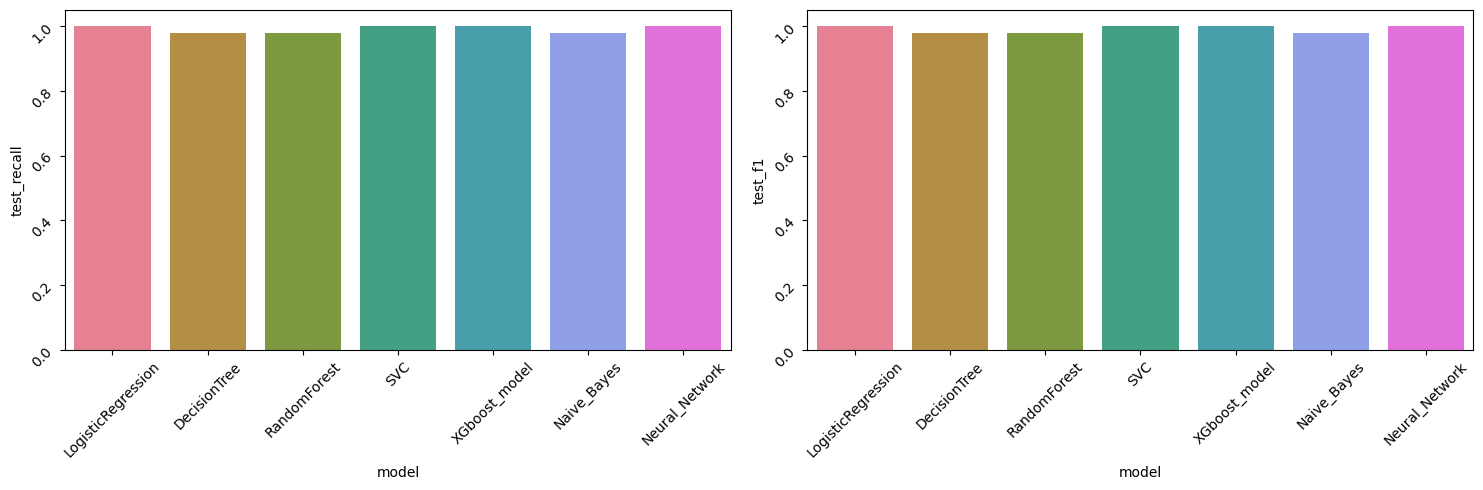 test_recall
1.0
0.8
0.6
0.4
0.2
0.0
LogisticRegression
DecisionTree
RandomForest
SVC
XGboost_model
Naive_Bayes
Neural_Network
model
test_f1
1.0
0.8
0.6
0.4
0.2
0.0
LogisticRegression
DecisionTree
RandomForest
SVC
XGboost_model
Naive_Bayes
Neural_Network
model